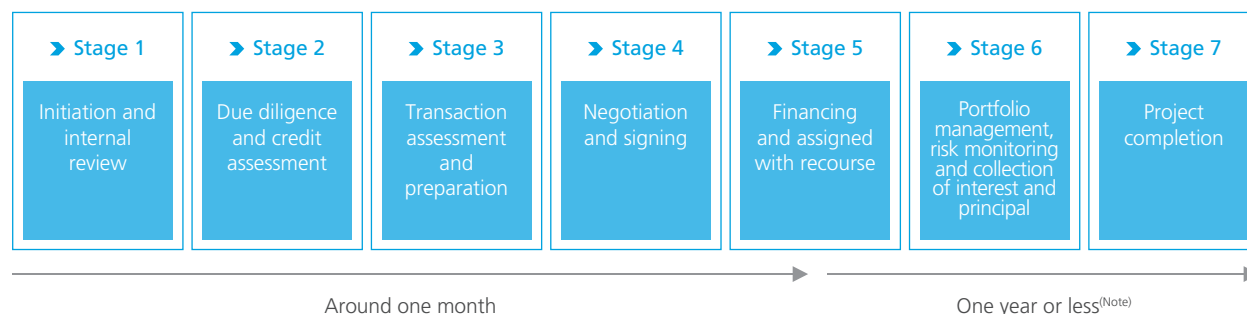 Stage 1
Initiation and
internal
review
Stage 2
Due diligence
and credit
assessment
Stage 3
Transaction
assessment
and
preparation
Stage 4
Negotiation
and signing
Stage 5
Financing
and assigned
with recourse
Stage 6
Portfolio
management,
risk monitoring
and collection
of interest and
principal
Stage 7
Project
completion
Around one month
One year or less(Note)